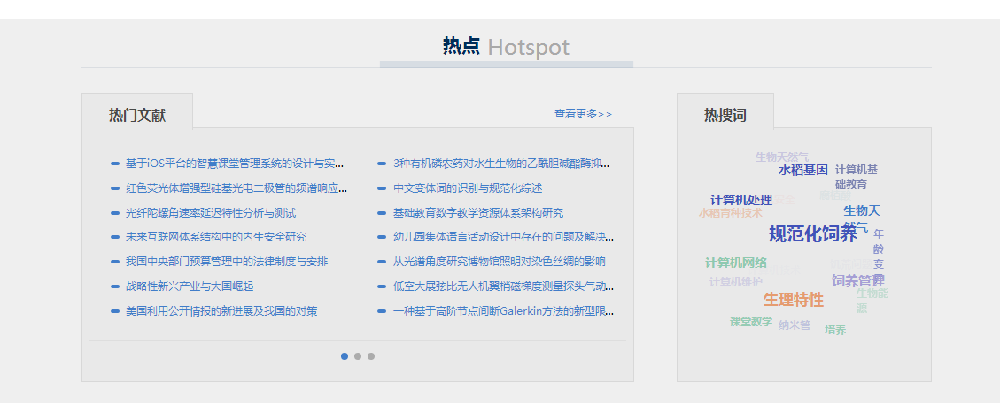 热点 Hotspot
热门文献
查看更多>>
基于iOS平台的智慧课堂管理系统的设计与实...
红色荧光体增强型硅基光电二极管的频谱响应...
光纤陀螺角速率延迟特性分析与测试
未来互联网体系结构中的内生安全研究
我国中央部门预算管理中的法律制度与安排
战略性新兴产业与大国崛起
美国利用公开情报的新进展及我国的对策
3种有机磷农药对水生生物的乙酰胆碱酯酶抑...
中文变体词的识别与规范化综述
基础教育数字教学资源体系架构研究
幼儿园集体语言活动设计中存在的问题及解决...
从光谱角度研究博物馆照明对染色丝绸的影响
低空大展弦比无人机翼梢磁梯度测量探头气动...
一种基于高阶节点间断Galerkin方法的新型限...
热搜词
生物天然气
水稻基因
计算机基
础教育
计算机处理
安全
水稻育种技术
生物天
然气
规范化饲养
年
龄
变
计算机网络
饲养管理
计算机维护
生理特性
生物能
源
课堂教学
纳米管
培养